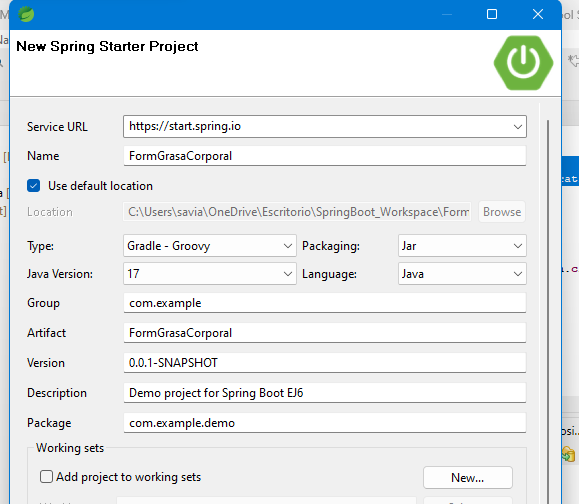 New Spring Starter Project
Service URL https://start.spring.io
Name FormGrasaCorporal
Use default location
Location C:\Users\savia\OneDrive\Escritorio\SpringBoot_Workspace\Form Browse
Type: Gradle - Groovy Packaging: Jar
Java Version: 17 Language: Java
Group com.example
Artifact FormGrasaCorporal
Version 0.0.1-SNAPSHOT
Description Demo project for Spring Boot EJ6
Package com.example.demo
Working sets
Add project to working sets New...